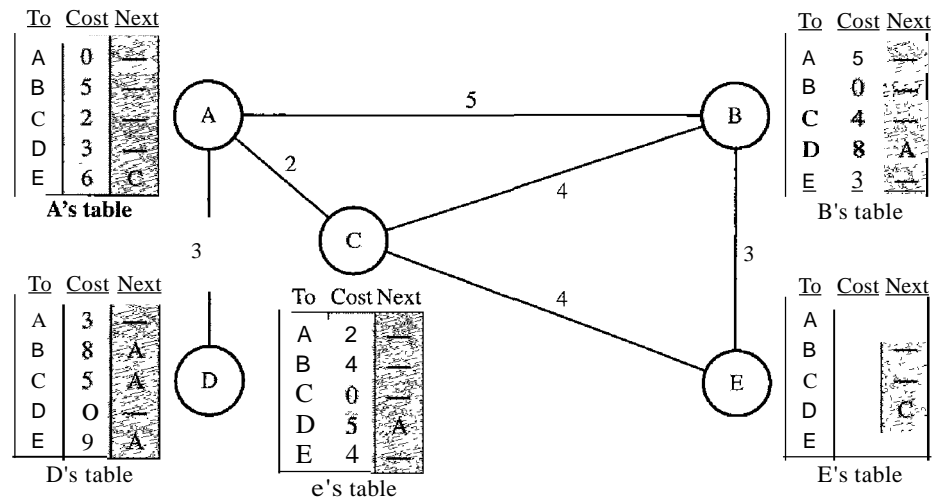 To Cost Next
A 0 —
B 5 —
C 2 —
D 3 —
E 6 C
A's table
To Cost Next
A 5 —
B 0 —
C 4 —
D 8 A
E 3 —
B's table
A
5
B
2
4
C
3
3
4
D
E
To Cost Next
A 3 —
B 8 A
C 5 A
D O —
E 9 A
D's table
To Cost Next
A 2 —
B 4 —
C 0 —
D 5 A
E 4 —
e's table
To Cost Next
A
B —
C —
D C
E
E's table